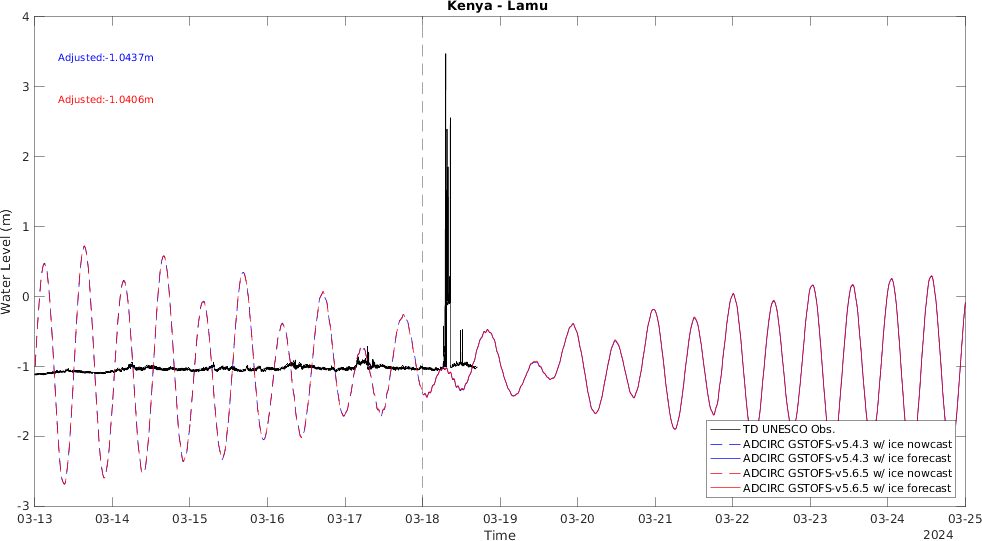 Kenya - Lamu
Adjusted:-1.0437m
Adjusted:-1.0406m
Water Level (m)
4
3
2
1
0
-1
-2
-3
TD UNESCO Obs.
ADCIRC GSTOFS-v5.4.3 w/ ice nowcast
ADCIRC GSTOFS-v5.4.3 w/ ice forecast
ADCIRC GSTOFS-v5.6.5 w/ ice nowcast
ADCIRC GSTOFS-v5.6.5 w/ ice forecast
03-13 03-14 03-15 03-16 03-17 03-18 03-19 03-20 03-21 03-22 03-23 03-24 03-25
Time
2024